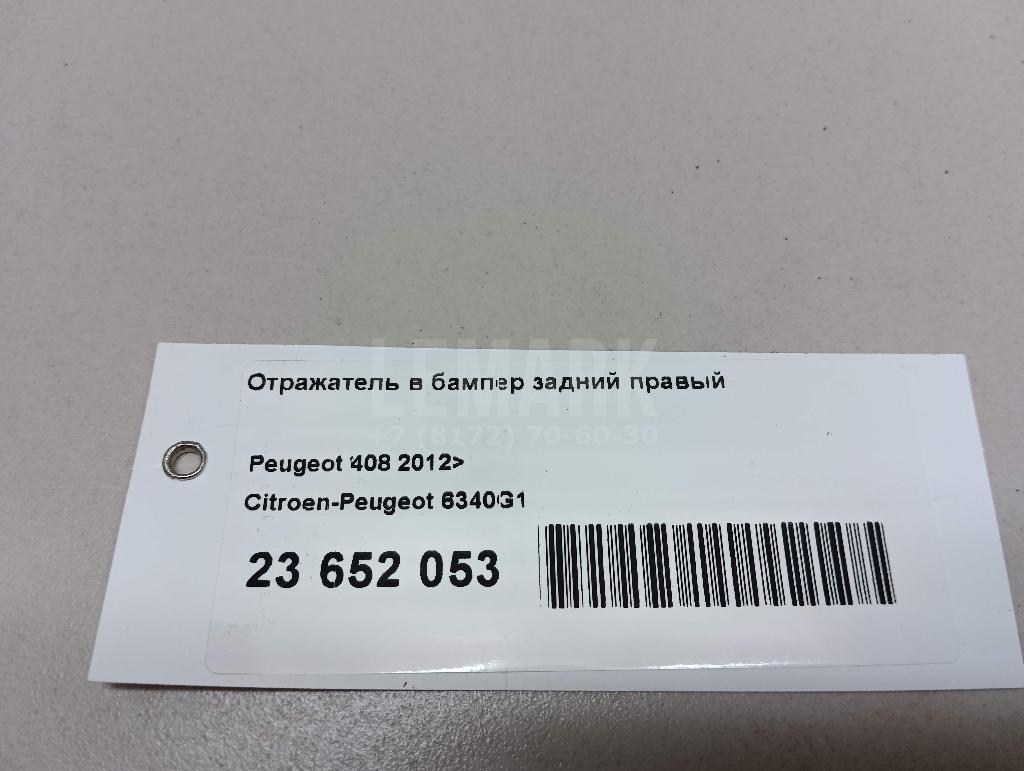 Отражатель в бампер задний правый
LEMARK
+7 (8172) 70-60-30
Peugeot 408 2012>
Citroen-Peugeot 6340G1
23 652 053